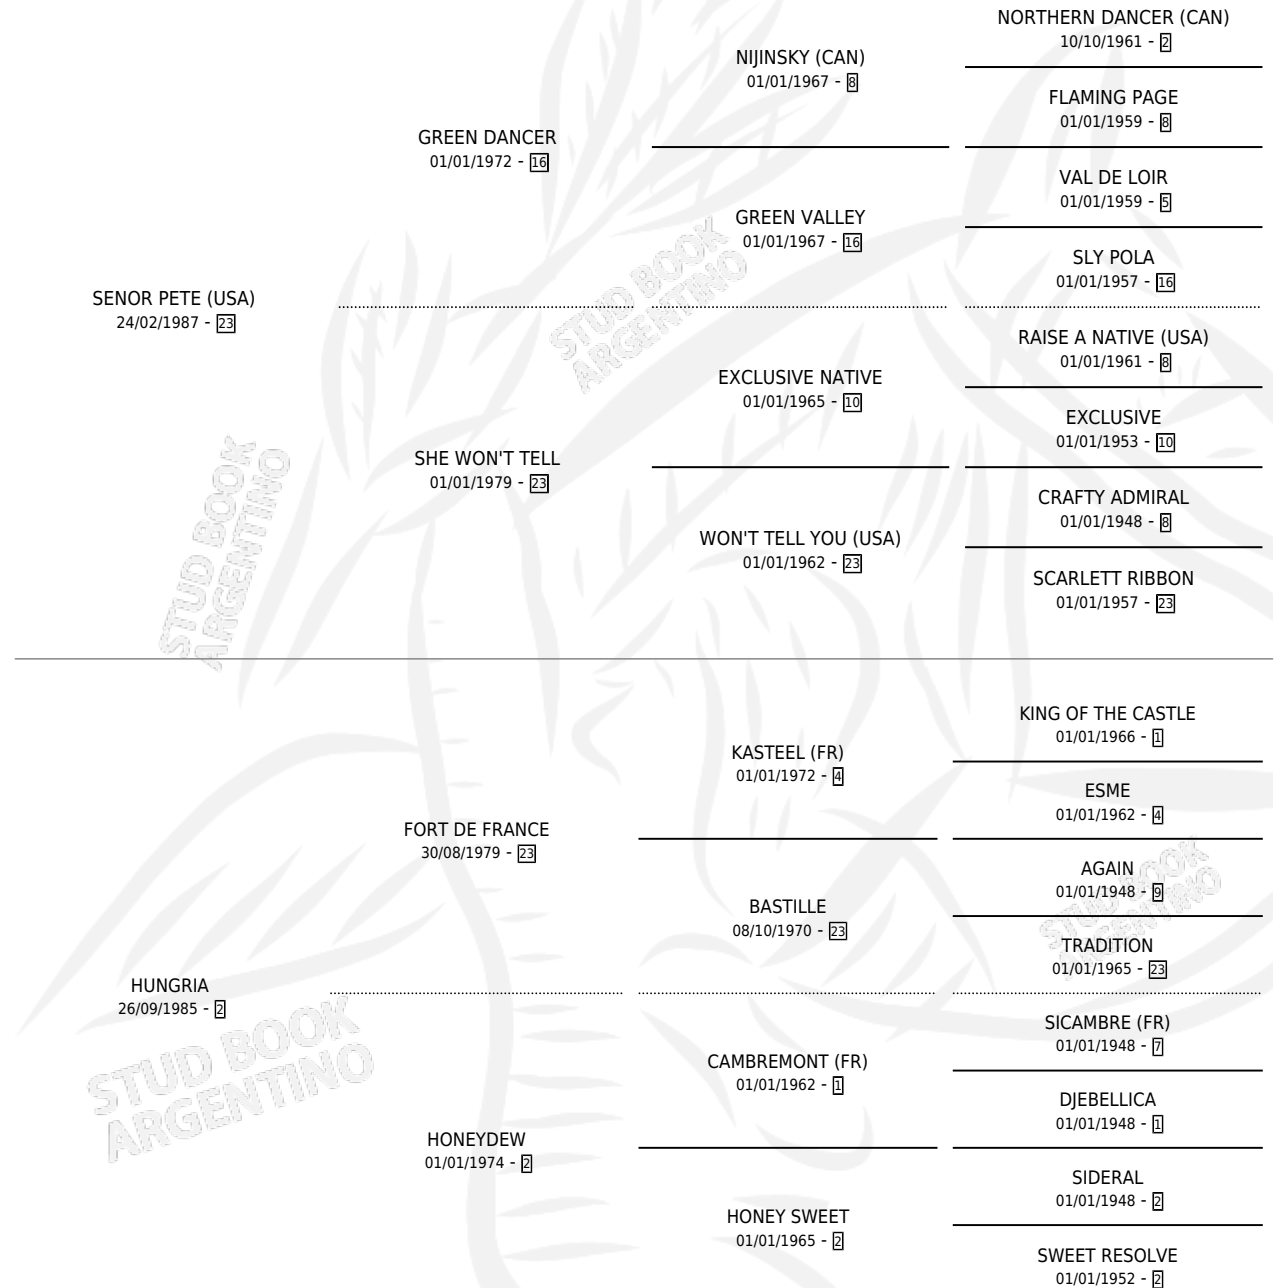 NORTHERN DANCER (CAN)
10/10/1961 - 2
NIJINSKY (CAN)
01/01/1967 - 8
FLAMING PAGE
01/01/1959 - 8
GREEN DANCER
01/01/1972 - 16
VAL DE LOIR
01/01/1959 - 5
GREEN VALLEY
01/01/1967 - 16
SLY POLA
01/01/1957 - 16
SENOR PETE (USA)
24/02/1987 - 23
STUD BOOK
ARGENTINO
RAISE A NATIVE (USA)
01/01/1961 - 8
EXCLUSIVE NATIVE
01/01/1965 - 10
EXCLUSIVE
01/01/1953 - 10
SHE WON'T TELL
01/01/1979 - 23
CRAFTY ADMIRAL
01/01/1948 - 8
WON'T TELL YOU (USA)
01/01/1962 - 23
SCARLETT RIBBON
01/01/1957 - 23
STUD BOOK
ARGENTINO
KING OF THE CASTLE
01/01/1966 - 1
KASTEEL (FR)
01/01/1972 - 4
ESME
01/01/1962 - 4
FORT DE FRANCE
30/08/1979 - 23
AGAIN
01/01/1948 - 9
STUD BOOK
ARGENTINO
BASTILLE
08/10/1970 - 23
TRADITION
01/01/1965 - 23
HUNGRIA
26/09/1985 - 2
SICAMBRE (FR)
01/01/1948 - 7
STUD BOOK
ARGENTINO
CAMBREMONT (FR)
01/01/1962 - 1
DJEBELLICA
01/01/1948 - 1
HONEYDEW
01/01/1974 - 2
SIDERAL
01/01/1948 - 2
HONEY SWEET
01/01/1965 - 2
SWEET RESOLVE
01/01/1952 - 2